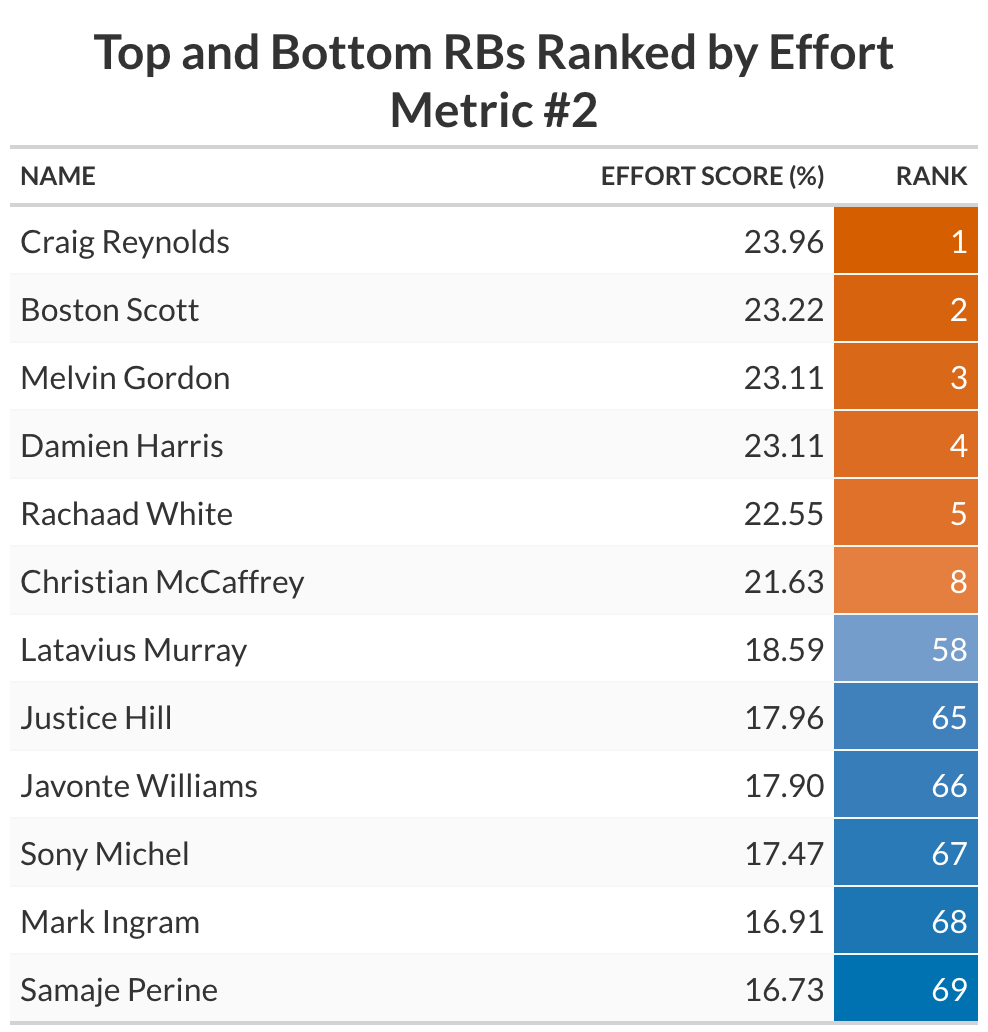 Top and Bottom RBs Ranked by Effort
Metric #2
NAME EFFORT SCORE (%) RANK
Craig Reynolds 23.96 1
Boston Scott 23.22 2
Melvin Gordon 23.11 3
Damien Harris 23.11 4
Rachaad White 22.55 5
Christian McCaffrey 21.63 8
Latavius Murray 18.59 58
Justice Hill 17.96 65
Javonte Williams 17.90 66
Sony Michel 17.47 67
Mark Ingram 16.91 68
Samaje Perine 16.73 69